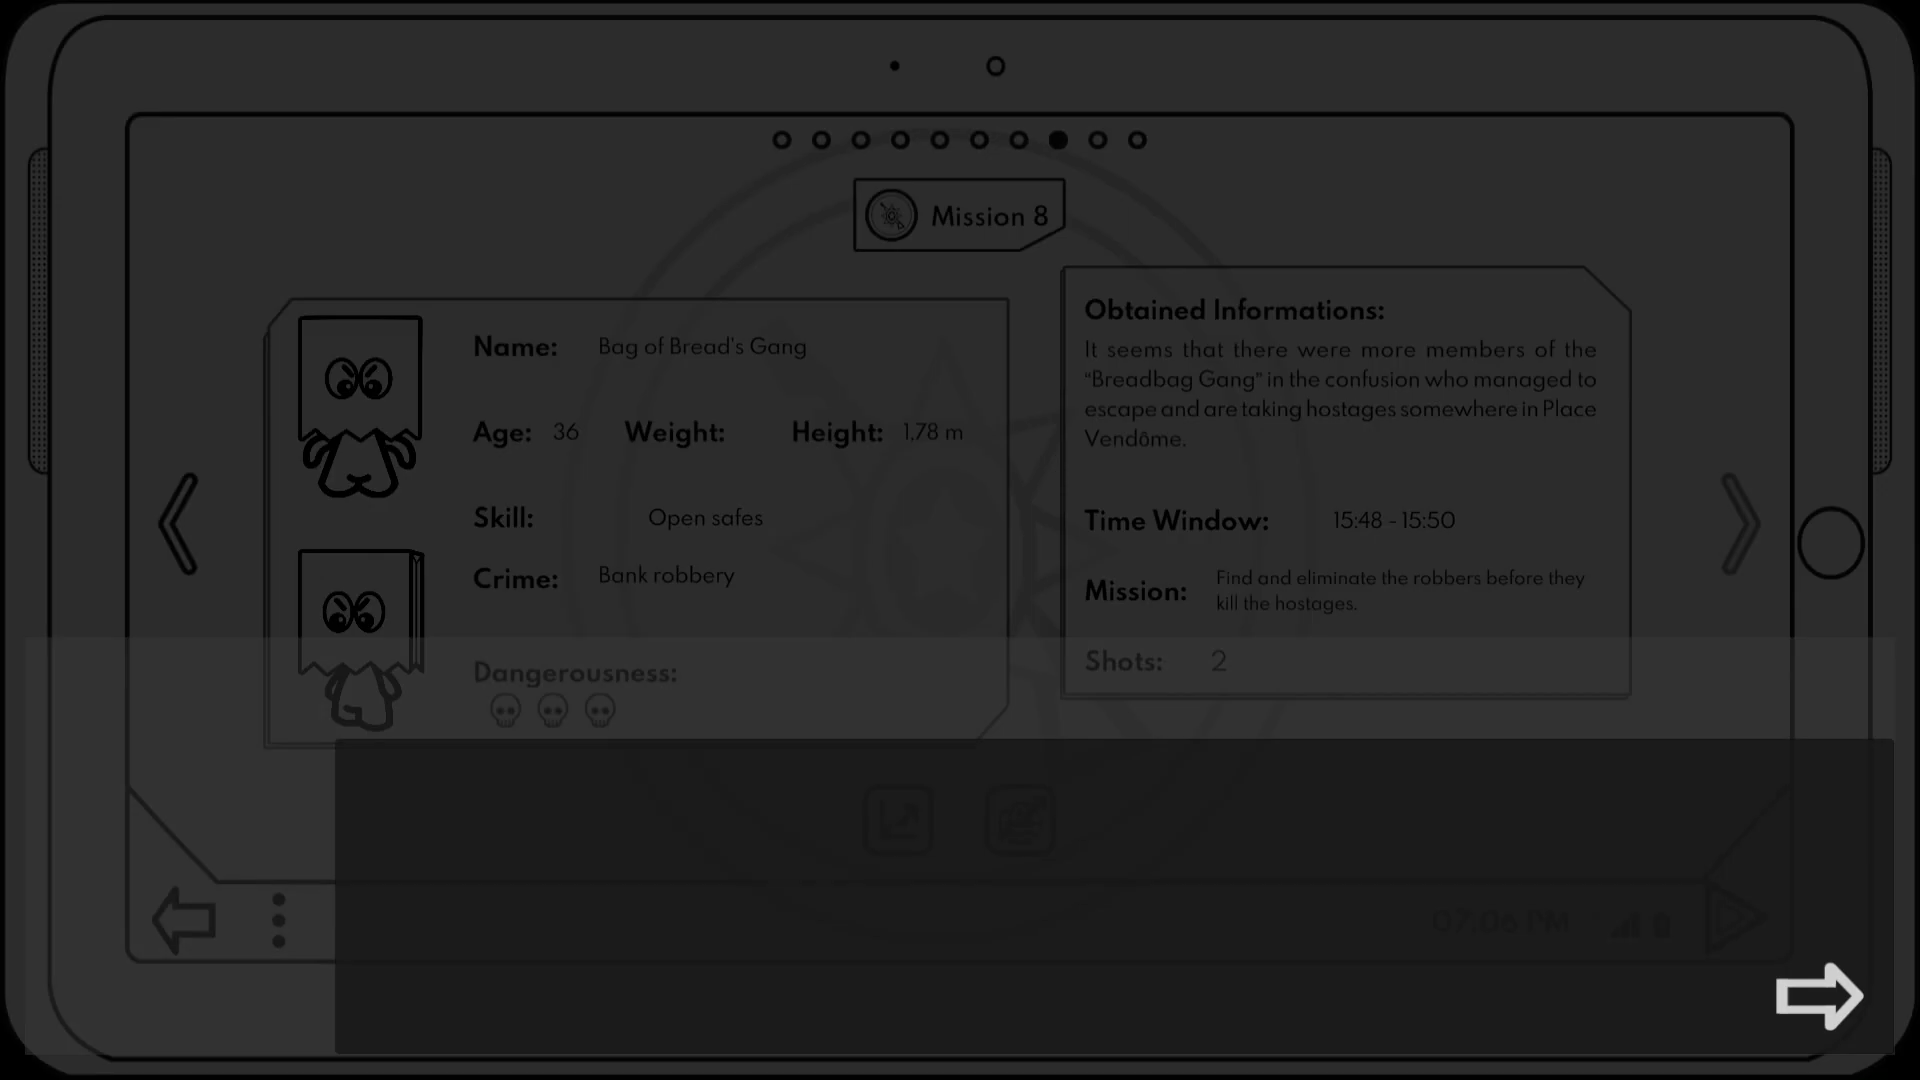 Mission 8
Name: Bag of Bread's Gang
Age: 36 Weight: Height: 1,78 m
Skill: Open safes
Crime: Bank robbery
Dangerousness:
Obtained Informations:
It seems that there were more members of the
“Breadbag Gang” in the confusion who managed to
escape and are taking hostages somewhere in Place
Vendôme.
Time Window: 15:48 - 15:50
Mission: Find and eliminate the robbers before they
kill the hostages.
Shots: 2
07:06 PM